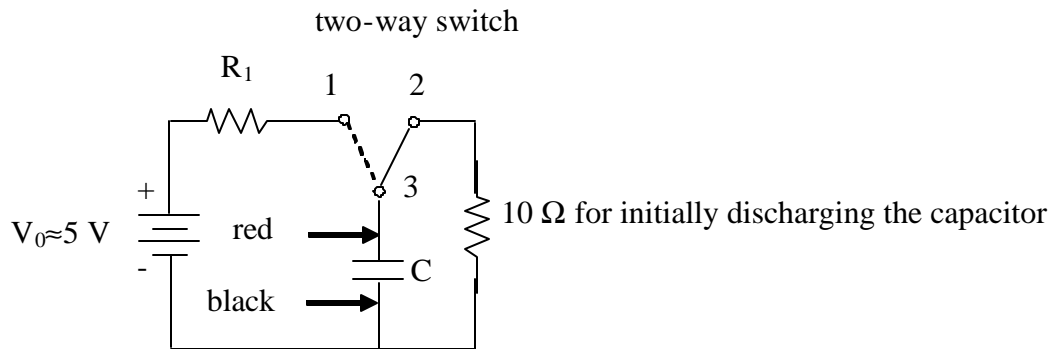 two-way switch
R₁
1
2
3
+
V₀≈5 V
-
red
C
black
10 Ω for initially discharging the capacitor